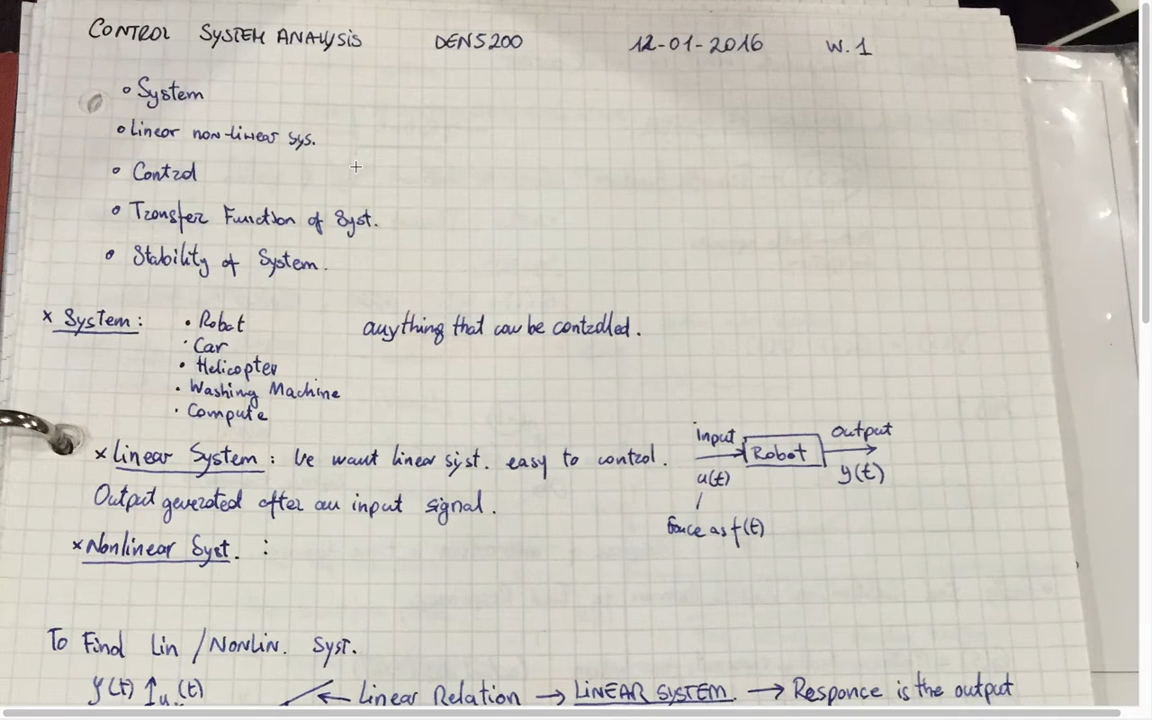 CONTROL SYSTEM ANALYSIS DEN5200 12-01-2016 W.1
• System
• Linear non-linear sys.
• Control
• Transfer Function of Syst.
• Stability of System.
x System: • Robot anything that can be controlled.
• Car
• Helicopter
• Washing Machine
• Compute
x Linear System: We want linear syst. easy to control. input Robot output
u(t) y(t)
Output generated after an input signal.
force as f(t)
x Nonlinear Syst. :
To Find Lin / Nonlin. Syst.
y(t) ↑ u (t) ← Linear Relation → LINEAR SYSTEM. → Responce is the output